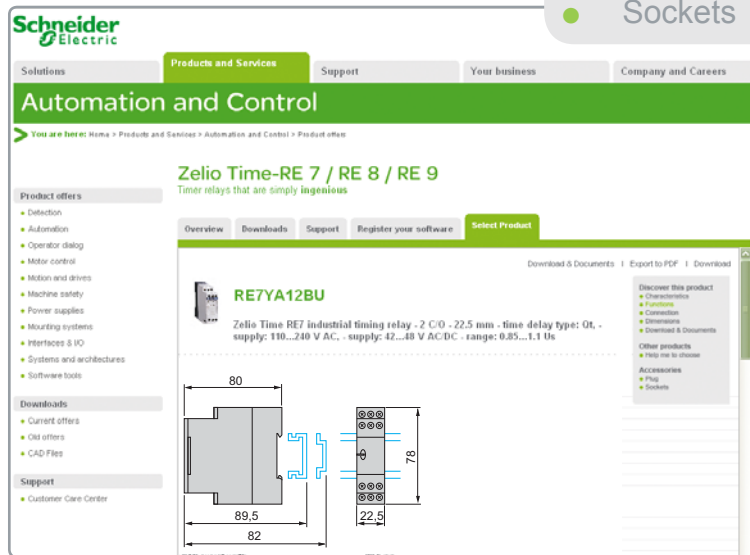 Sockets
Schneider
Electric
Solutions
Products and Services
Support
Your business
Company and Careers
Automation and Control
You are here: Home > Products and Services > Automation and Control > Product offers
Zelio Time-RE 7 / RE 8 / RE 9
Timer relays that are simply ingenious
Product offers
Detection
Automation
Operator dialog
Motor control
Motion and drives
Machine safety
Power supplies
Mounting systems
Interfaces & I/O
Systems and architectures
Software tools
Downloads
Current offers
Old offers
CAD Files
Support
Customer Care Center
Overview
Downloads
Support
Register your software
Select Product
Download & Documents | Export to PDF | Download
RE7YA12BU
Zelio Time RE7 industrial timing relay - 2 C/O - 22.5 mm - time delay type: Qt, -
supply: 110...240 V AC, - supply: 42...48 V AC/DC - range: 0.85...1.1 Us
Discover this product
Characteristics
Functions
Connection
Dimensions
Download & Documents
Other products
Help me to choose
Accessories
Plug
Sockets
80
78
89,5
22,5
82